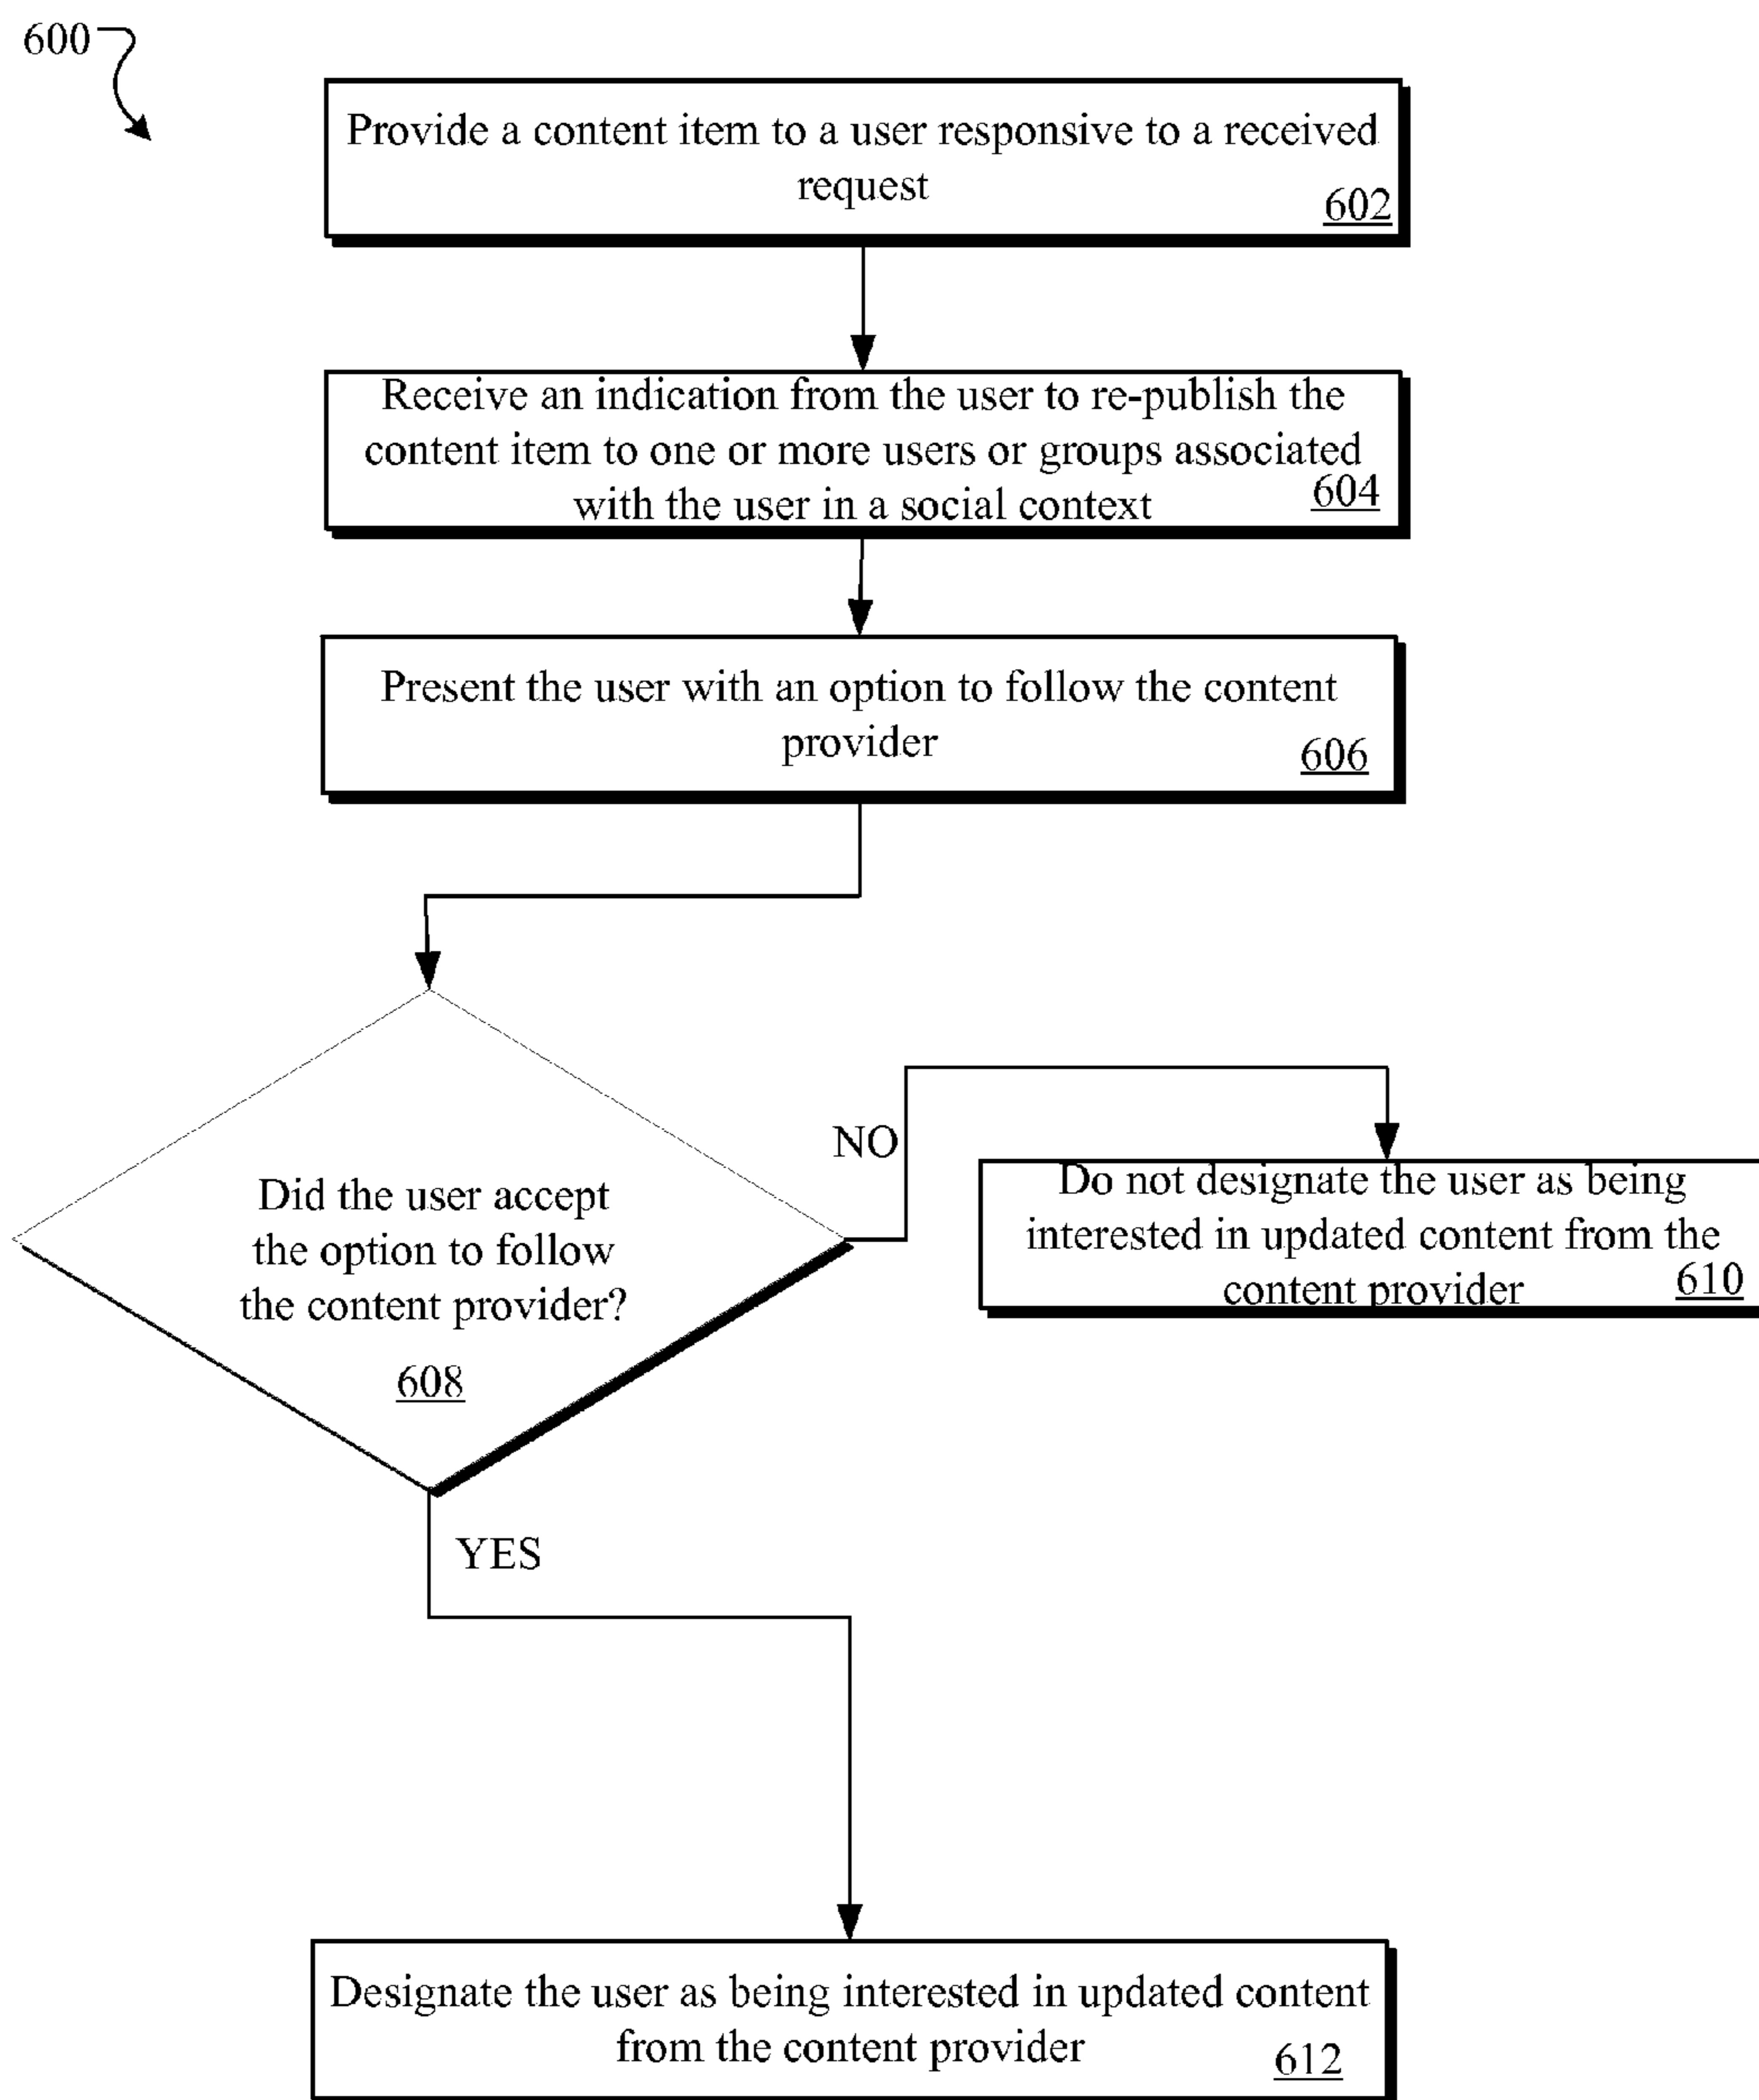 600
Provide a content item to a user responsive to a received
request
602
Receive an indication from the user to re-publish the
content item to one or more users or groups associated
with the user in a social context
604
Present the user with an option to follow the content
provider
606
Did the user accept
the option to follow
the content provider?
608
NO
Do not designate the user as being
interested in updated content from the
content provider
610
YES
Designate the user as being interested in updated content
from the content provider
612